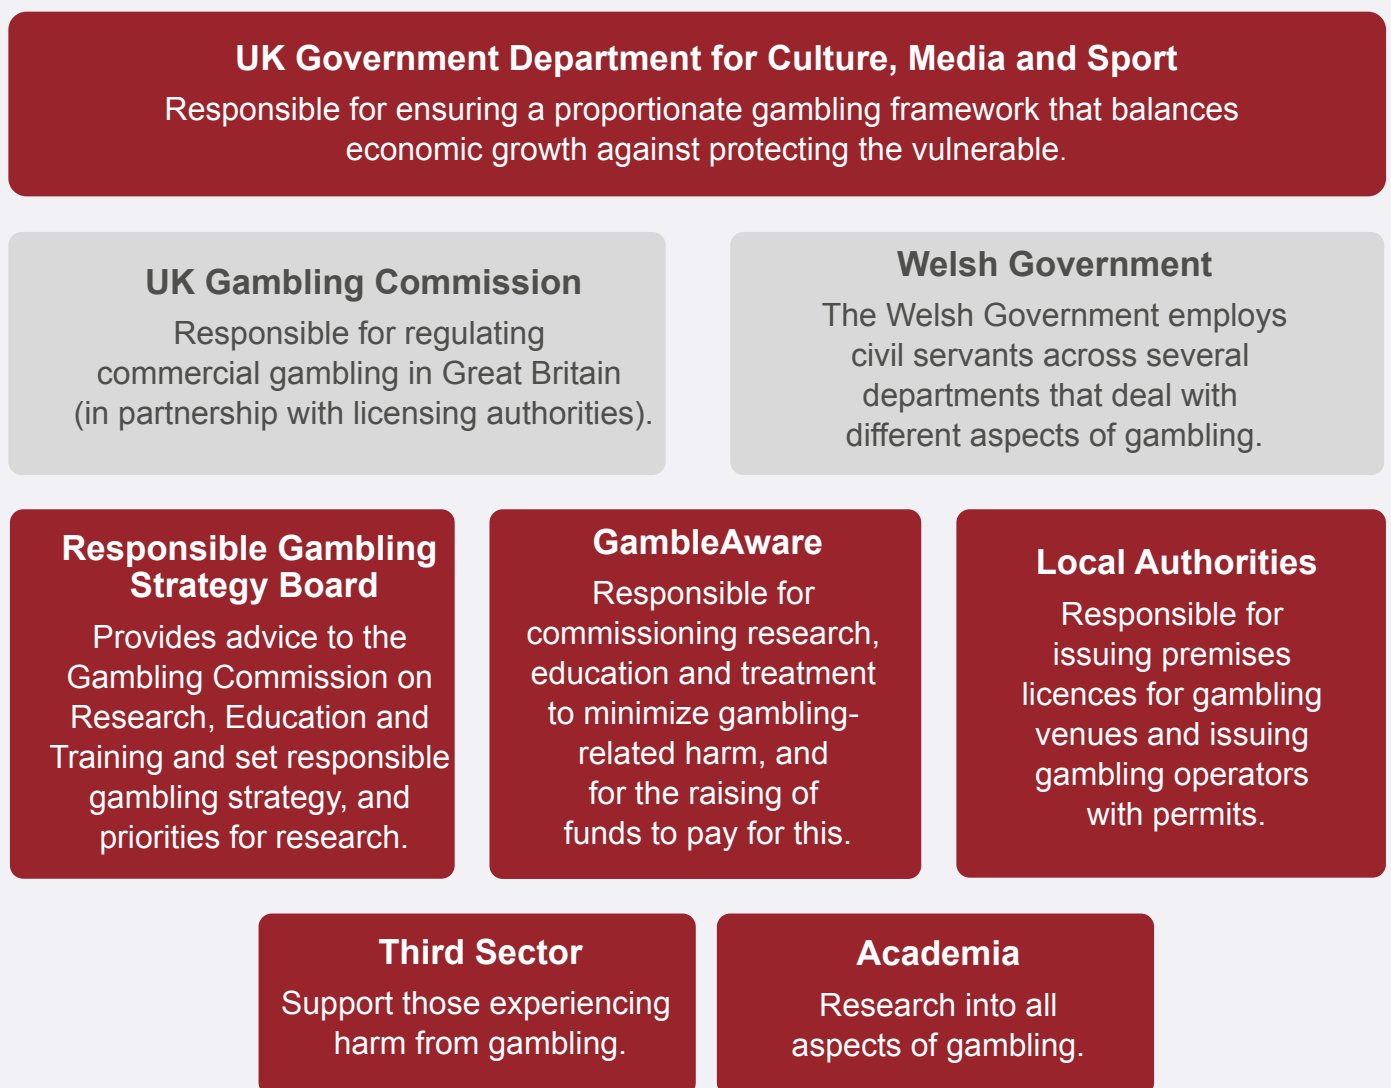 UK Government Department for Culture, Media and Sport
Responsible for ensuring a proportionate gambling framework that balances
economic growth against protecting the vulnerable.
UK Gambling Commission
Responsible for regulating
commercial gambling in Great Britain
(in partnership with licensing authorities).
Welsh Government
The Welsh Government employs
civil servants across several
departments that deal with
different aspects of gambling.
Responsible Gambling
Strategy Board
Provides advice to the
Gambling Commission on
Research, Education and
Training and set responsible
gambling strategy, and
priorities for research.
GambleAware
Responsible for
commissioning research,
education and treatment
to minimize gambling-
related harm, and
for the raising of
funds to pay for this.
Local Authorities
Responsible for
issuing premises
licences for gambling
venues and issuing
gambling operators
with permits.
Third Sector
Support those experiencing
harm from gambling.
Academia
Research into all
aspects of gambling.